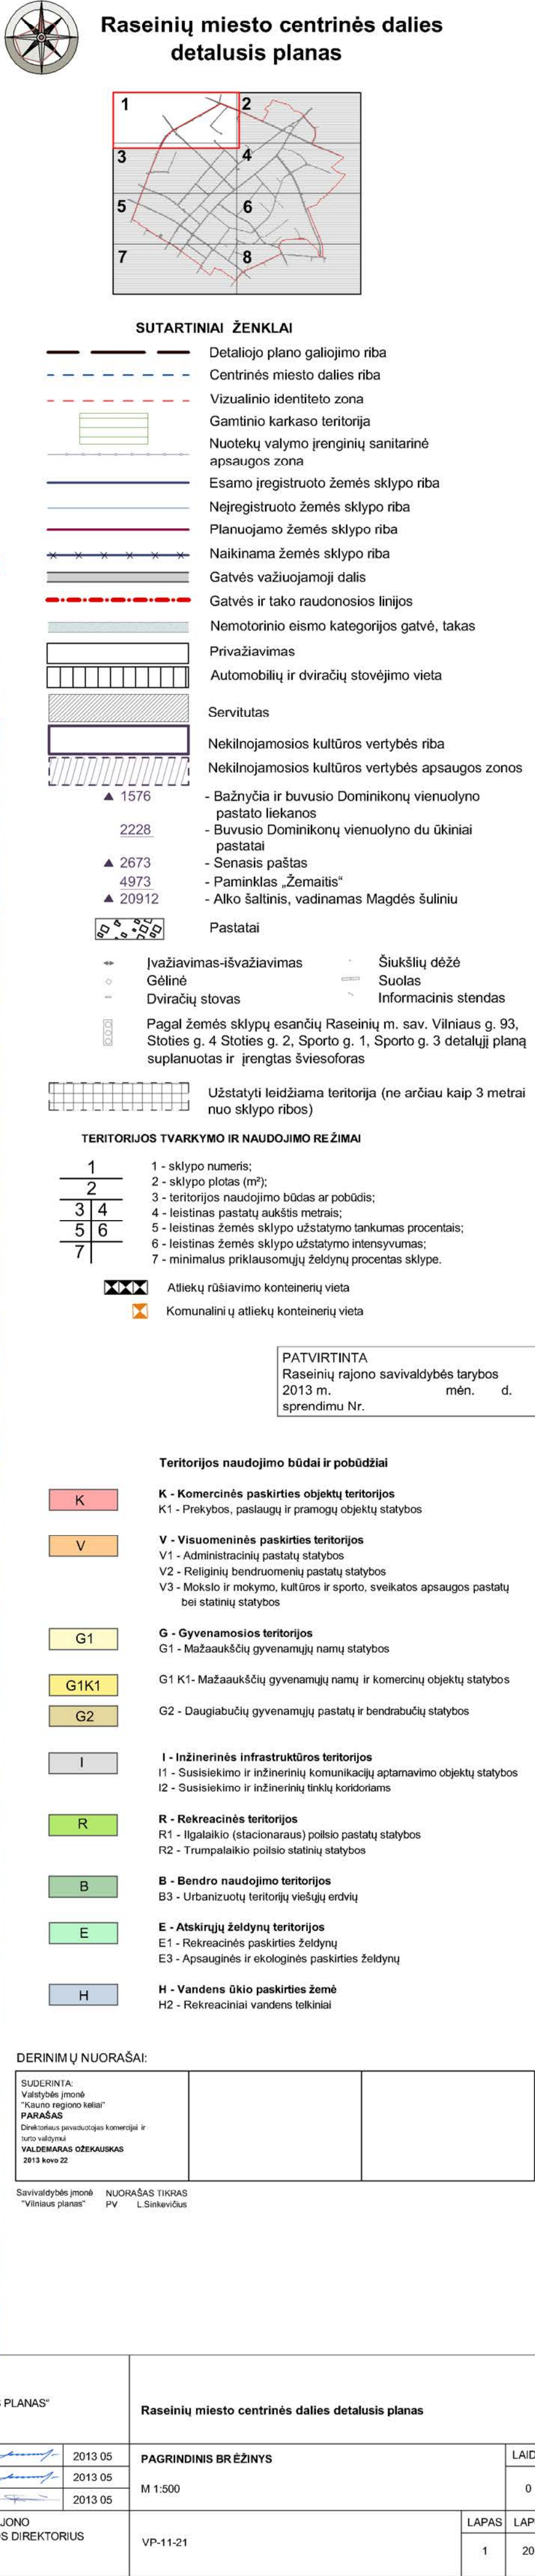 Raseinių miesto centrinės dalies
detalusis planas
1
2
3
4
5
6
7
8
SUTARTINIAI ŽENKLAI
Detaliojo plano galiojimo riba
Centrinės miesto dalies riba
Vizualinio identiteto zona
Gamtinio karkaso teritorija
Nuotekų valymo įrenginių sanitarinė
apsaugos zona
Esamo įregistruoto žemės sklypo riba
Neįregistruoto žemės sklypo riba
Planuojamo žemės sklypo riba
Naikinama žemės sklypo riba
Gatvės važiuojamoji dalis
Gatvės ir tako raudonosios linijos
Nemotorinio eismo kategorijos gatvė, takas
Privažiavimas
Automobilių ir dviračių stovėjimo vieta
Servitutas
Nekilnojamosios kultūros vertybės riba
Nekilnojamosios kultūros vertybės apsaugos zonos
▲ 1576 - Bažnyčia ir buvusio Dominikonų vienuolyno
pastato liekanos
2228 - Buvusio Dominikonų vienuolyno du ūkiniai
pastatai
▲ 2673 - Senasis paštas
4973 - Paminklas „Žemaitis“
▲ 20912 - Alko šaltinis, vadinamas Magdės šuliniu
Pastatai
Įvažiavimas-išvažiavimas Šiukšlių dėžė
Gėlinė Suolas
Dviračių stovas Informacinis stendas
Pagal žemės sklypų esančių Raseinių m. sav. Vilniaus g. 93,
Stoties g. 4 Stoties g. 2, Sporto g. 1, Sporto g. 3 detalųjį planą
suplanuotas ir įrengtas šviesoforas
Užstatyti leidžiama teritorija (ne arčiau kaip 3 metrai
nuo sklypo ribos)
TERITORIJOS TVARKYMO IR NAUDOJIMO REŽIMAI
1
2
3 4
5 6
7
1 - sklypo numeris;
2 - sklypo plotas (m²);
3 - teritorijos naudojimo būdas ar pobūdis;
4 - leistinas pastatų aukštis metrais;
5 - leistinas žemės sklypo užstatymo tankumas procentais;
6 - leistinas žemės sklypo užstatymo intensyvumas;
7 - minimalus priklausomųjų želdynų procentas sklype.
Atliekų rūšiavimo konteinerių vieta
Komunalinių atliekų konteinerių vieta
PATVIRTINTA
Raseinių rajono savivaldybės tarybos
2013 m. mėn. d.
sprendimu Nr.
Teritorijos naudojimo būdai ir pobūdžiai
K
K - Komercinės paskirties objektų teritorijos
K1 - Prekybos, paslaugų ir pramogų objektų statybos
V
V - Visuomeninės paskirties teritorijos
V1 - Administracinių pastatų statybos
V2 - Religinių bendruomenių pastatų statybos
V3 - Mokslo ir mokymo, kultūros ir sporto, sveikatos apsaugos pastatų
bei statinių statybos
G1
G - Gyvenamosios teritorijos
G1 - Mažaaukščių gyvenamųjų namų statybos
G1K1
G1 K1- Mažaaukščių gyvenamųjų namų ir komercinų objektų statybos
G2
G2 - Daugiabučių gyvenamųjų pastatų ir bendrabučių statybos
I
I - Inžinerinės infrastruktūros teritorijos
I1 - Susisiekimo ir inžinerinių komunikacijų aptarnavimo objektų statybos
I2 - Susisiekimo ir inžinerinių tinklų koridoriams
R
R - Rekreacinės teritorijos
R1 - Ilgalaikio (stacionaraus) poilsio pastatų statybos
R2 - Trumpalaikio poilsio statinių statybos
B
B - Bendro naudojimo teritorijos
B3 - Urbanizuotų teritorijų viešųjų erdvių
E
E - Atskirųjų želdynų teritorijos
E1 - Rekreacinės paskirties želdynų
E3 - Apsauginės ir ekologinės paskirties želdynų
H
H - Vandens ūkio paskirties žemė
H2 - Rekreaciniai vandens telkiniai
DERINIMŲ NUORAŠAI:
SUDERINTA:
Valstybės įmonė
"Kauno regiono keliai"
PARAŠAS
Direktoriaus pavaduotojas komercijai ir
turto valdymui
VALDEMARAS OŽEKAUSKAS
2013 kovo 22
Savivaldybės įmonė NUORAŠAS TIKRAS
"Vilniaus planas" PV L.Sinkevičius
PLANAS“
Raseinių miesto centrinės dalies detalusis planas
2013 05
2013 05
2013 05
PAGRINDINIS BRĖŽINYS
M 1:500
LAID
0
JONO
S DIREKTORIUS
VP-11-21
LAPAS LAP
1 20